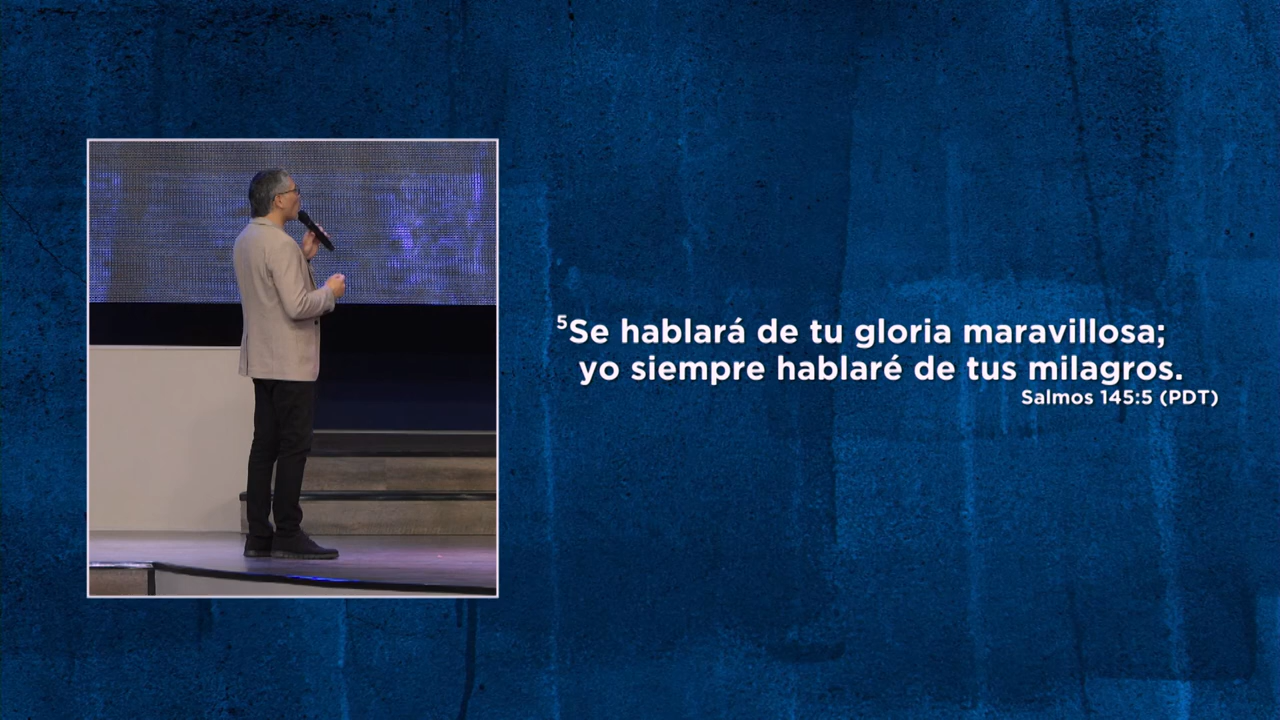 ⁵Se hablará de tu gloria maravillosa;
yo siempre hablaré de tus milagros.
Salmos 145:5 (PDT)